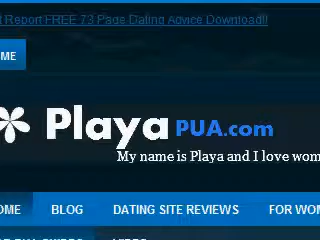 Report FREE 73 Page Dating Advice Download!!
ME
Playa PUA.com
My name is Playa and I love wom
OME BLOG DATING SITE REVIEWS FOR WOM